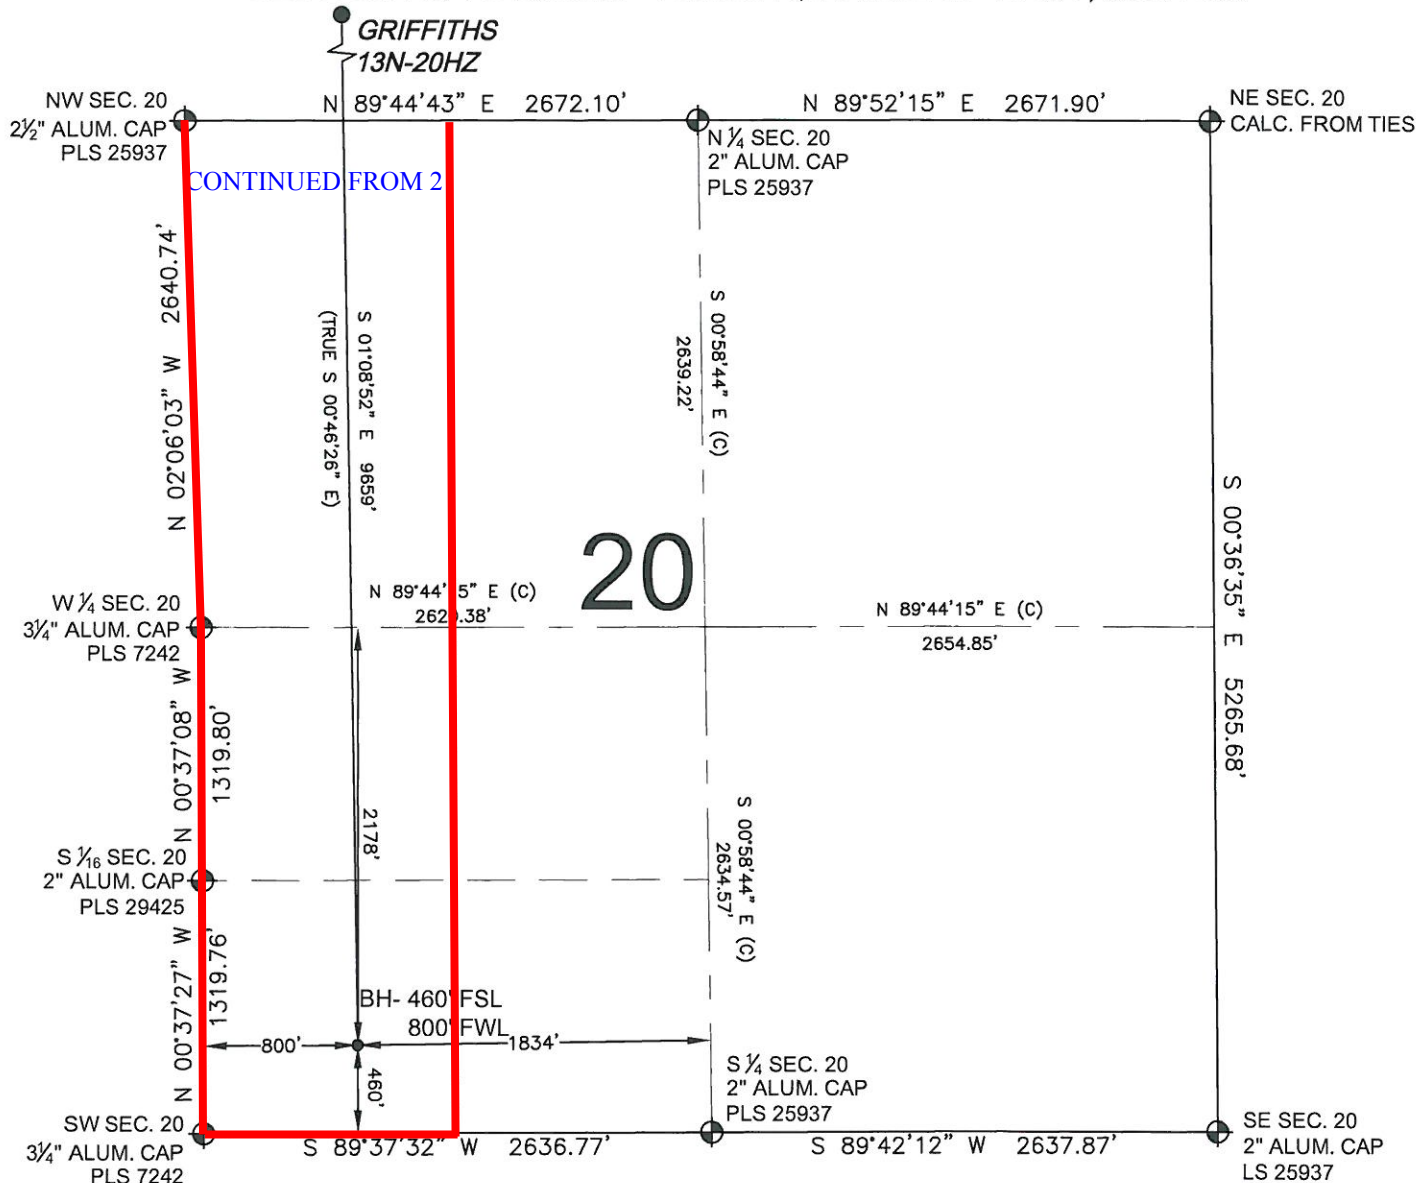 GRIFFITHS
13N-20HZ
NW SEC. 20
2½" ALUM. CAP
PLS 25937
N 89°44'43" E 2672.10'
N 89°52'15" E 2671.90'
NE SEC. 20
CALC. FROM TIES
N ¼ SEC. 20
2" ALUM. CAP
PLS 25937
CONTINUED FROM 2
N 02°06'03" W 2640.74'
S 01°08'52" E 9659'
(TRUE S 00°46'26" E)
S 00°58'44" E (C)
2639.22'
20
S 00°36'35" E 5265.68'
W ¼ SEC. 20
3¼" ALUM. CAP
PLS 7242
N 89°44' 5" E (C)
N 89°44'15" E (C)
2654.85'
N 00°37'08" W
1319.80'
2178'
S 00°58'44" E (C)
2634.57'
S 1⁄16 SEC. 20
2" ALUM. CAP
PLS 29425
N 00°37'27" W
1319.76'
BH- 460' FSL
800' FWL
800'
1834'
460'
S ¼ SEC. 20
2" ALUM. CAP
PLS 25937
SW SEC. 20
3¼" ALUM. CAP
PLS 7242
S 89°37'32" W 2636.77'
S 89°42'12" W 2637.87'
SE SEC. 20
2" ALUM. CAP
LS 25937